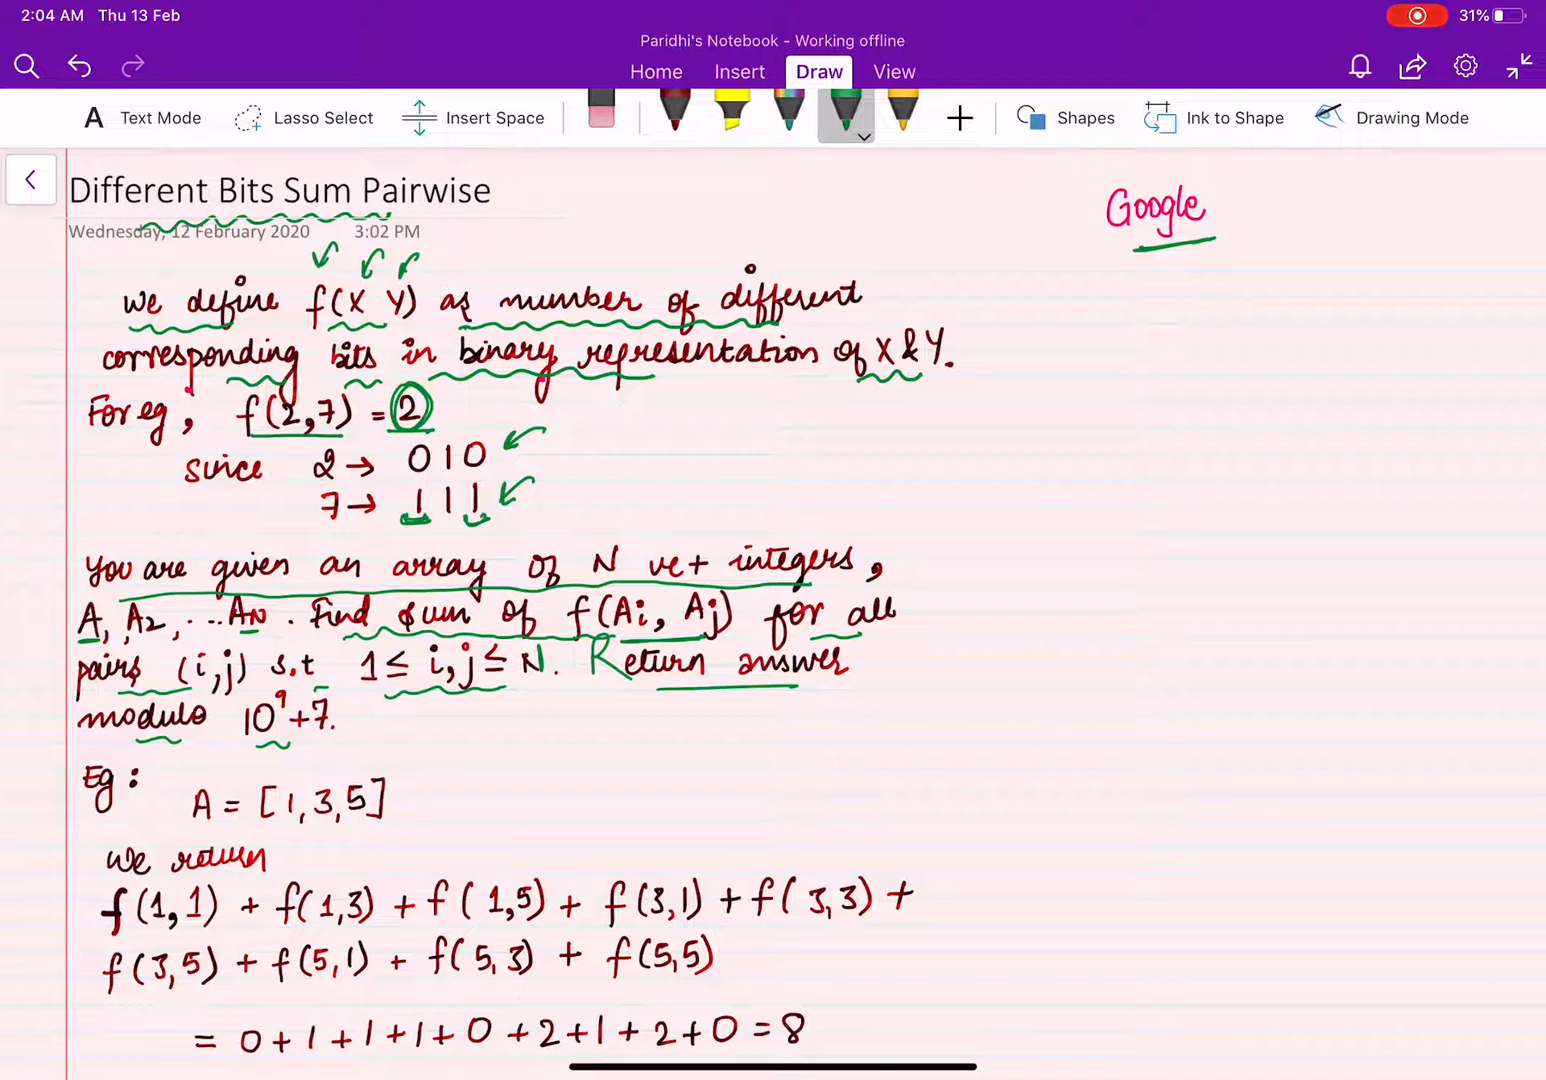 2:04 AM Thu 13 Feb
31%
Paridhi's Notebook - Working offline
Home Insert Draw View
A Text Mode Lasso Select Insert Space Shapes Ink to Shape Drawing Mode
Different Bits Sum Pairwise
Google
Wednesday, 12 February 2020 3:02 PM
We define f(X Y) as number of different
corresponding bits in binary representation of X & Y.
For eg, f(2,7) = 2
since 2 → 010
7 → 111
You are given an array of N ve+ integers,
A, A2, ... AN. Find sum of f(Ai, Aj) for all
pairs (i,j) s.t 1 ≤ i,j ≤ N. Return answer
modulo 10⁹+7.
Eg:
A = [1,3,5]
We return
f(1,1) + f(1,3) + f(1,5) + f(3,1) + f(3,3) +
f(3,5) + f(5,1) + f(5,3) + f(5,5)
= 0+1+1+1+0+2+1+2+0 = 8